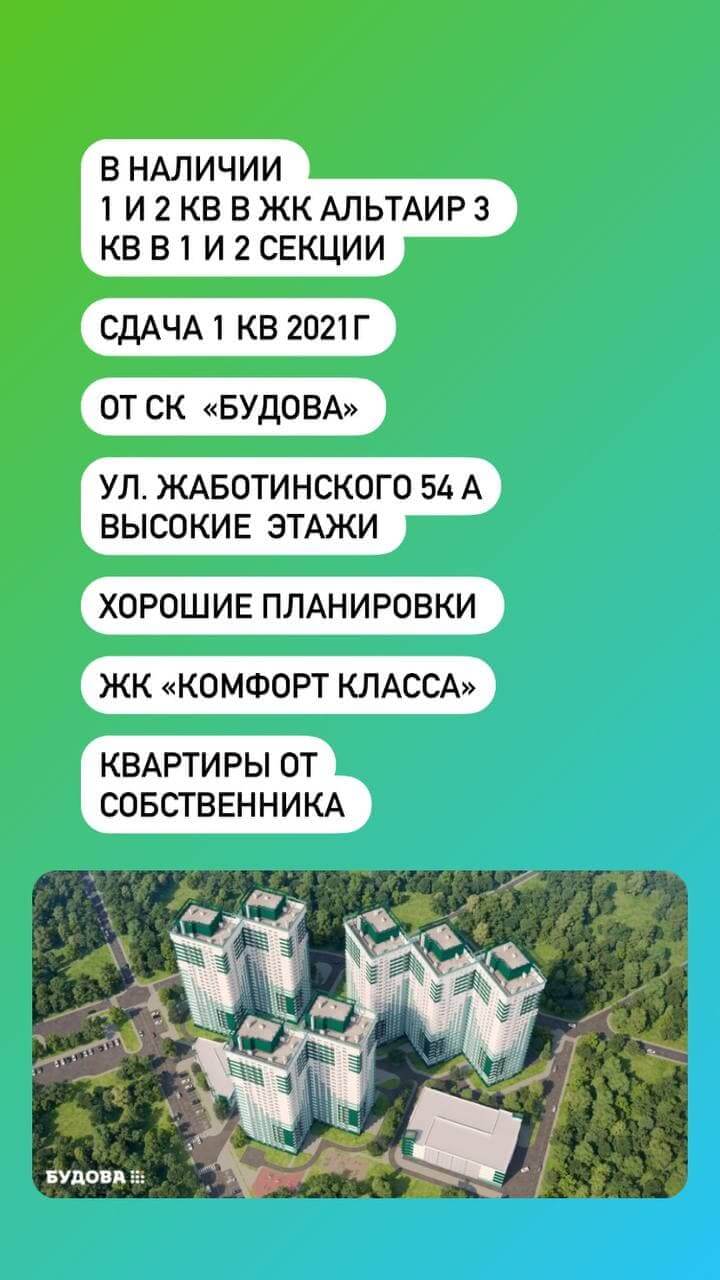 В НАЛИЧИИ
1 И 2 КВ В ЖК АЛЬТАИР 3
КВ В 1 И 2 СЕКЦИИ
СДАЧА 1 КВ 2021Г
ОТ СК «БУДОВА»
УЛ. ЖАБОТИНСКОГО 54 А
ВЫСОКИЕ ЭТАЖИ
ХОРОШИЕ ПЛАНИРОВКИ
ЖК «КОМФОРТ КЛАССА»
КВАРТИРЫ ОТ
СОБСТВЕННИКА
БУДОВА